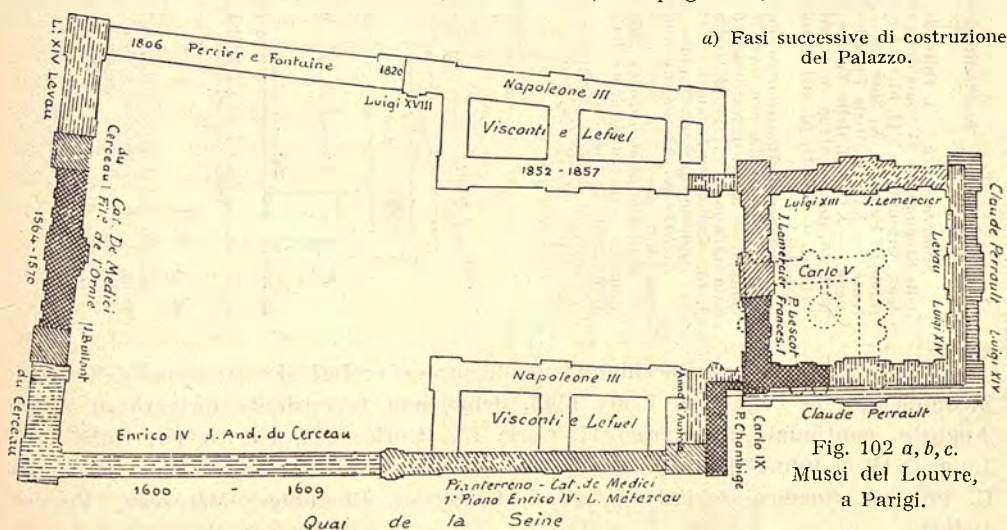 a) Fasi successive di costruzione
del Palazzo.
1806 Percier e Fontaine 1820
Luigi XVIII
Napoleone III
Visconti e Lefuel
1852 - 1857
L: XIV Levau
du
Cerceau
Cat. De Medici
Fil. de l'Orme
J. Bullant
1564-1570
du Cerceau
Luigi XIII J. Lemercier
J. Lemercier
Carlo V
P. Lescot
Frances. I
Levau Luigi XIV
Claude Perrault Luigi XIV
Claude Perrault
Napoleone III
Visconti e Lefuel
Anna d'Austria
P. Chambige
Carlo IX
Enrico IV J. And. du Cerceau
1600 - 1609
Pianterreno - Cat. de Medici
1° Piano Enrico IV - L. Métezeau
Quai de la Seine
Fig. 102 a, b, c.
Musei del Louvre,
a Parigi.